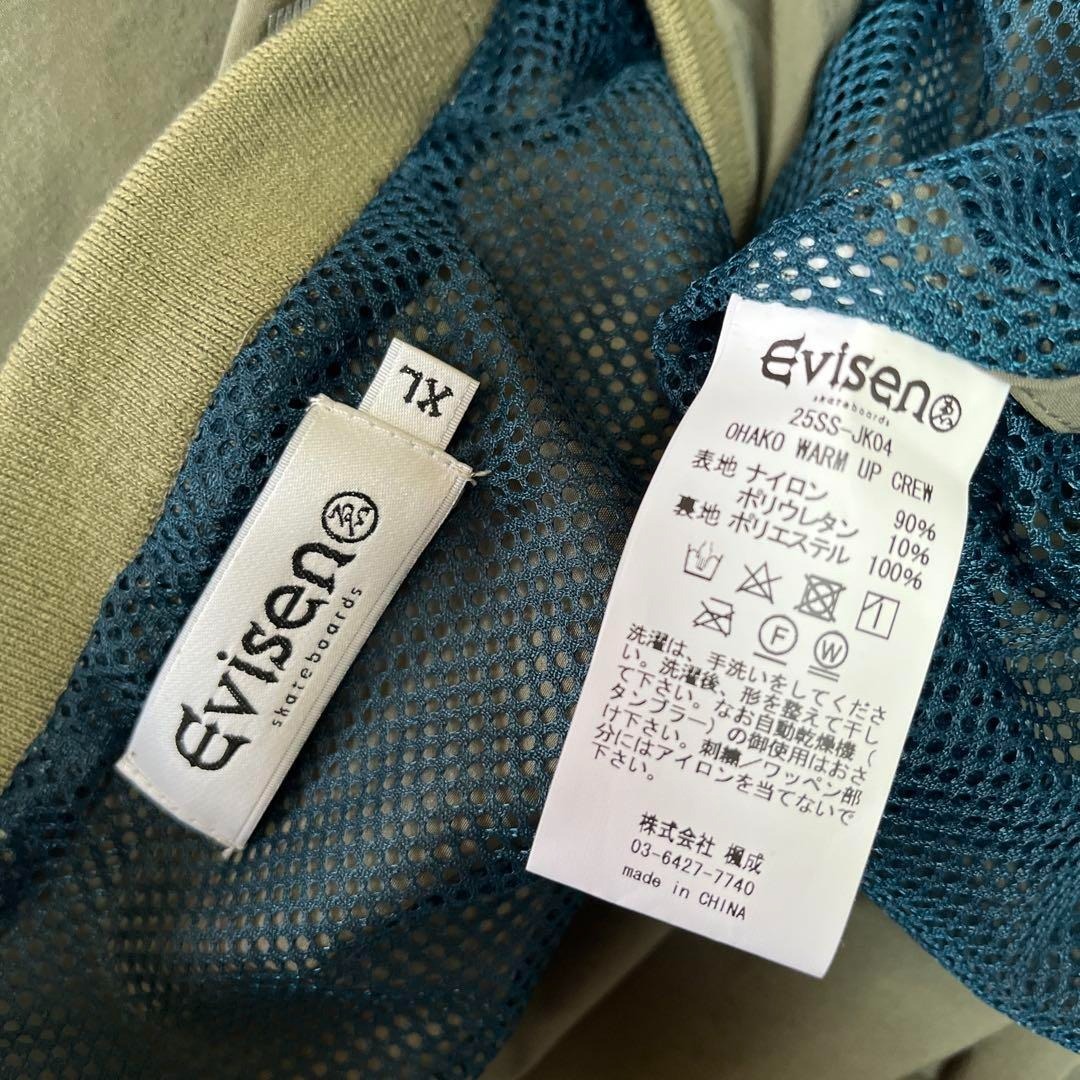 XL
Evisen
skateboards
Evisen
skateboards
25SS-JK04
OHAKO WARM UP CREW
表地 ナイロン 90%
ポリウレタン 10%
裏地 ポリエステル 100%
F W
洗濯は、手洗いをしてくださ
い。洗濯後、形を整えて干し
て下さい。なお自動乾燥機（
タンブラー）の御使用はおさ
け下さい。刺繍／ワッペン部
分にはアイロンを当てないで
下さい。
株式会社 楓成
03-6427-7740
made in CHINA